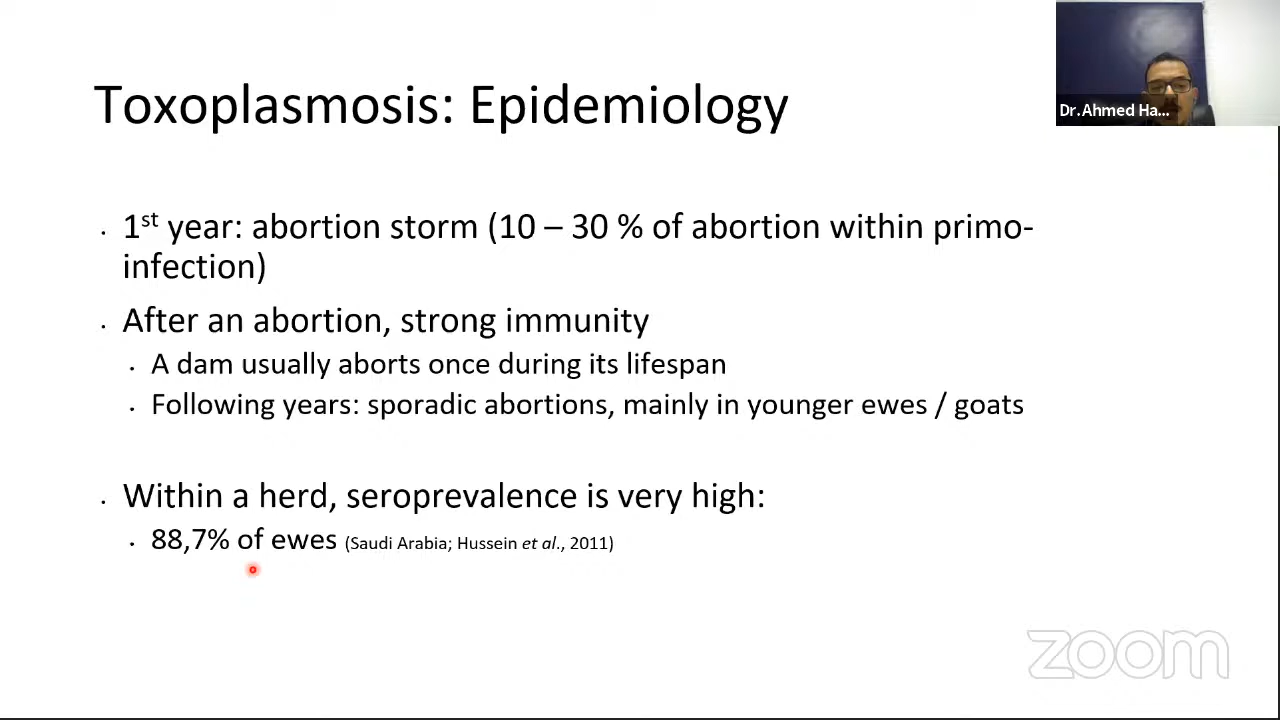 Dr.Ahmed Ha...
Toxoplasmosis: Epidemiology
• 1st year: abortion storm (10 – 30 % of abortion within primo-
infection)
• After an abortion, strong immunity
• A dam usually aborts once during its lifespan
• Following years: sporadic abortions, mainly in younger ewes / goats
• Within a herd, seroprevalence is very high:
• 88,7% of ewes (Saudi Arabia; Hussein et al., 2011)
zoom